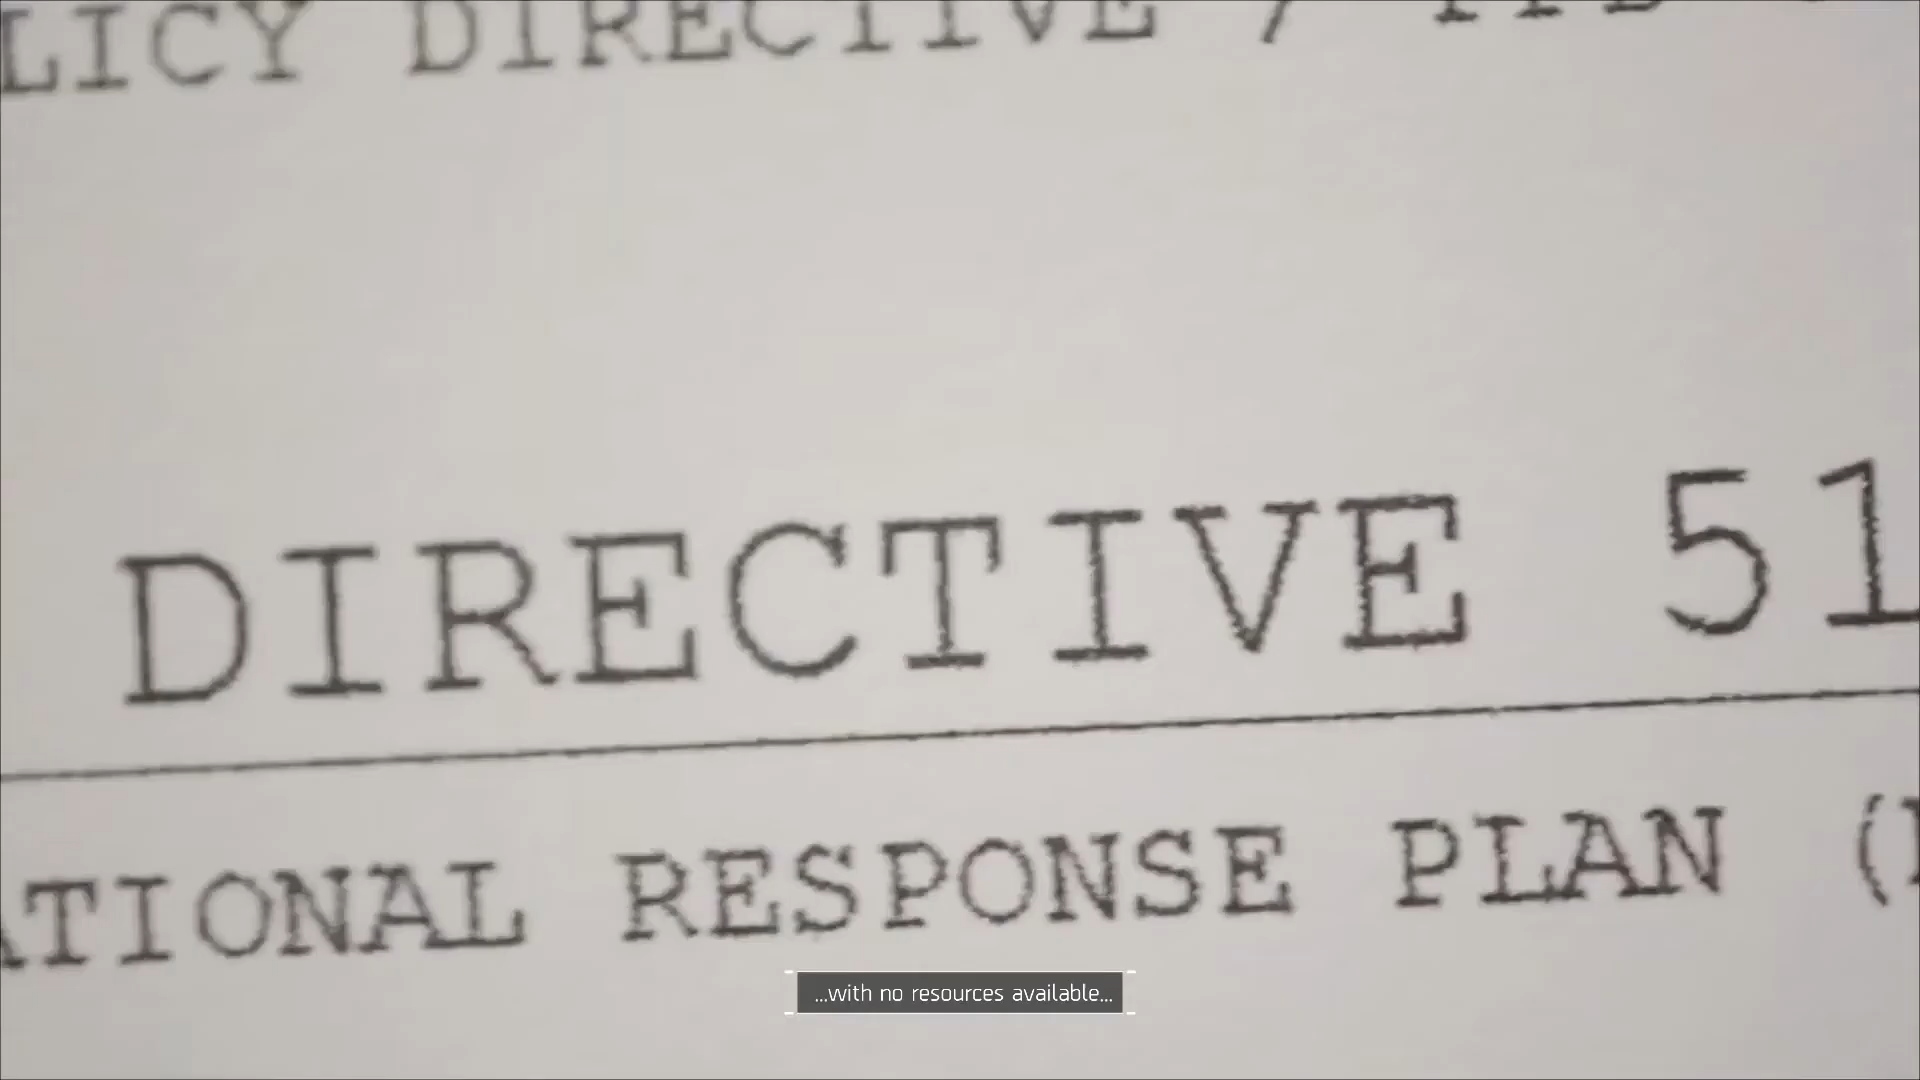 LICY DIRECTIVE /
DIRECTIVE 51
ATIONAL RESPONSE PLAN (
...with no resources available...